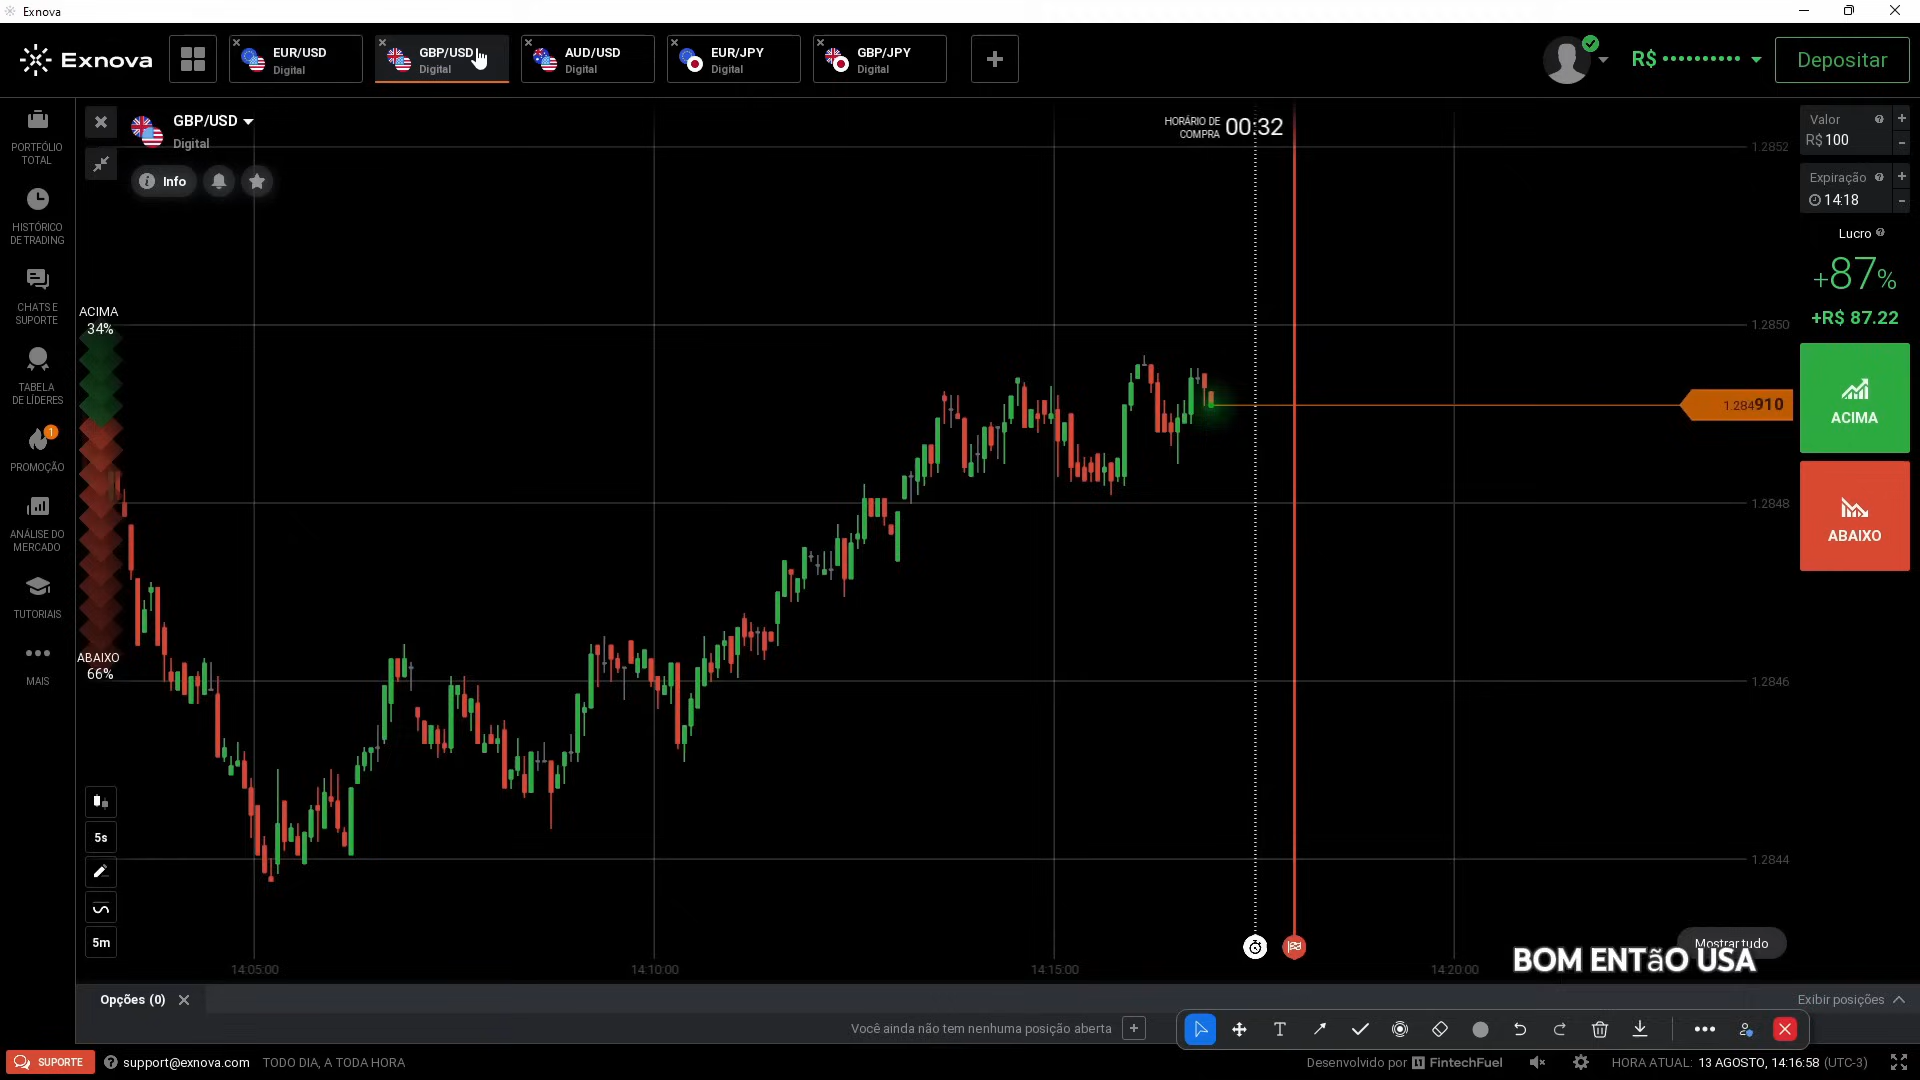 Exnova
Exnova
EUR/USD
Digital
GBP/USD
Digital
AUD/USD
Digital
EUR/JPY
Digital
GBP/JPY
Digital
R$ ••••••••••
Depositar
PORTFÓLIO
TOTAL
HISTÓRICO
DE TRADING
CHATS E
SUPORTE
TABELA
DE LÍDERES
1
PROMOÇÃO
ANÁLISE DO
MERCADO
TUTORIAIS
MAIS
GBP/USD
Digital
Info
HORÁRIO DE
COMPRA
00:32
ACIMA
34%
ABAIXO
66%
5s
5m
1.2852
1.2850
1.284910
1.2848
1.2846
1.2844
14:05:00
14:10:00
14:15:00
14:20:00
Valor
R$ 100
Expiração
14:18
Lucro
+87%
+R$ 87.22
ACIMA
ABAIXO
Mostrar tudo
BOM ENTãO USA
Opções (0)
Exibir posições
Você ainda não tem nenhuma posição aberta
SUPORTE
support@exnova.com
TODO DIA, A TODA HORA
Desenvolvido por FintechFuel
HORA ATUAL: 13 AGOSTO, 14:16:58 (UTC-3)